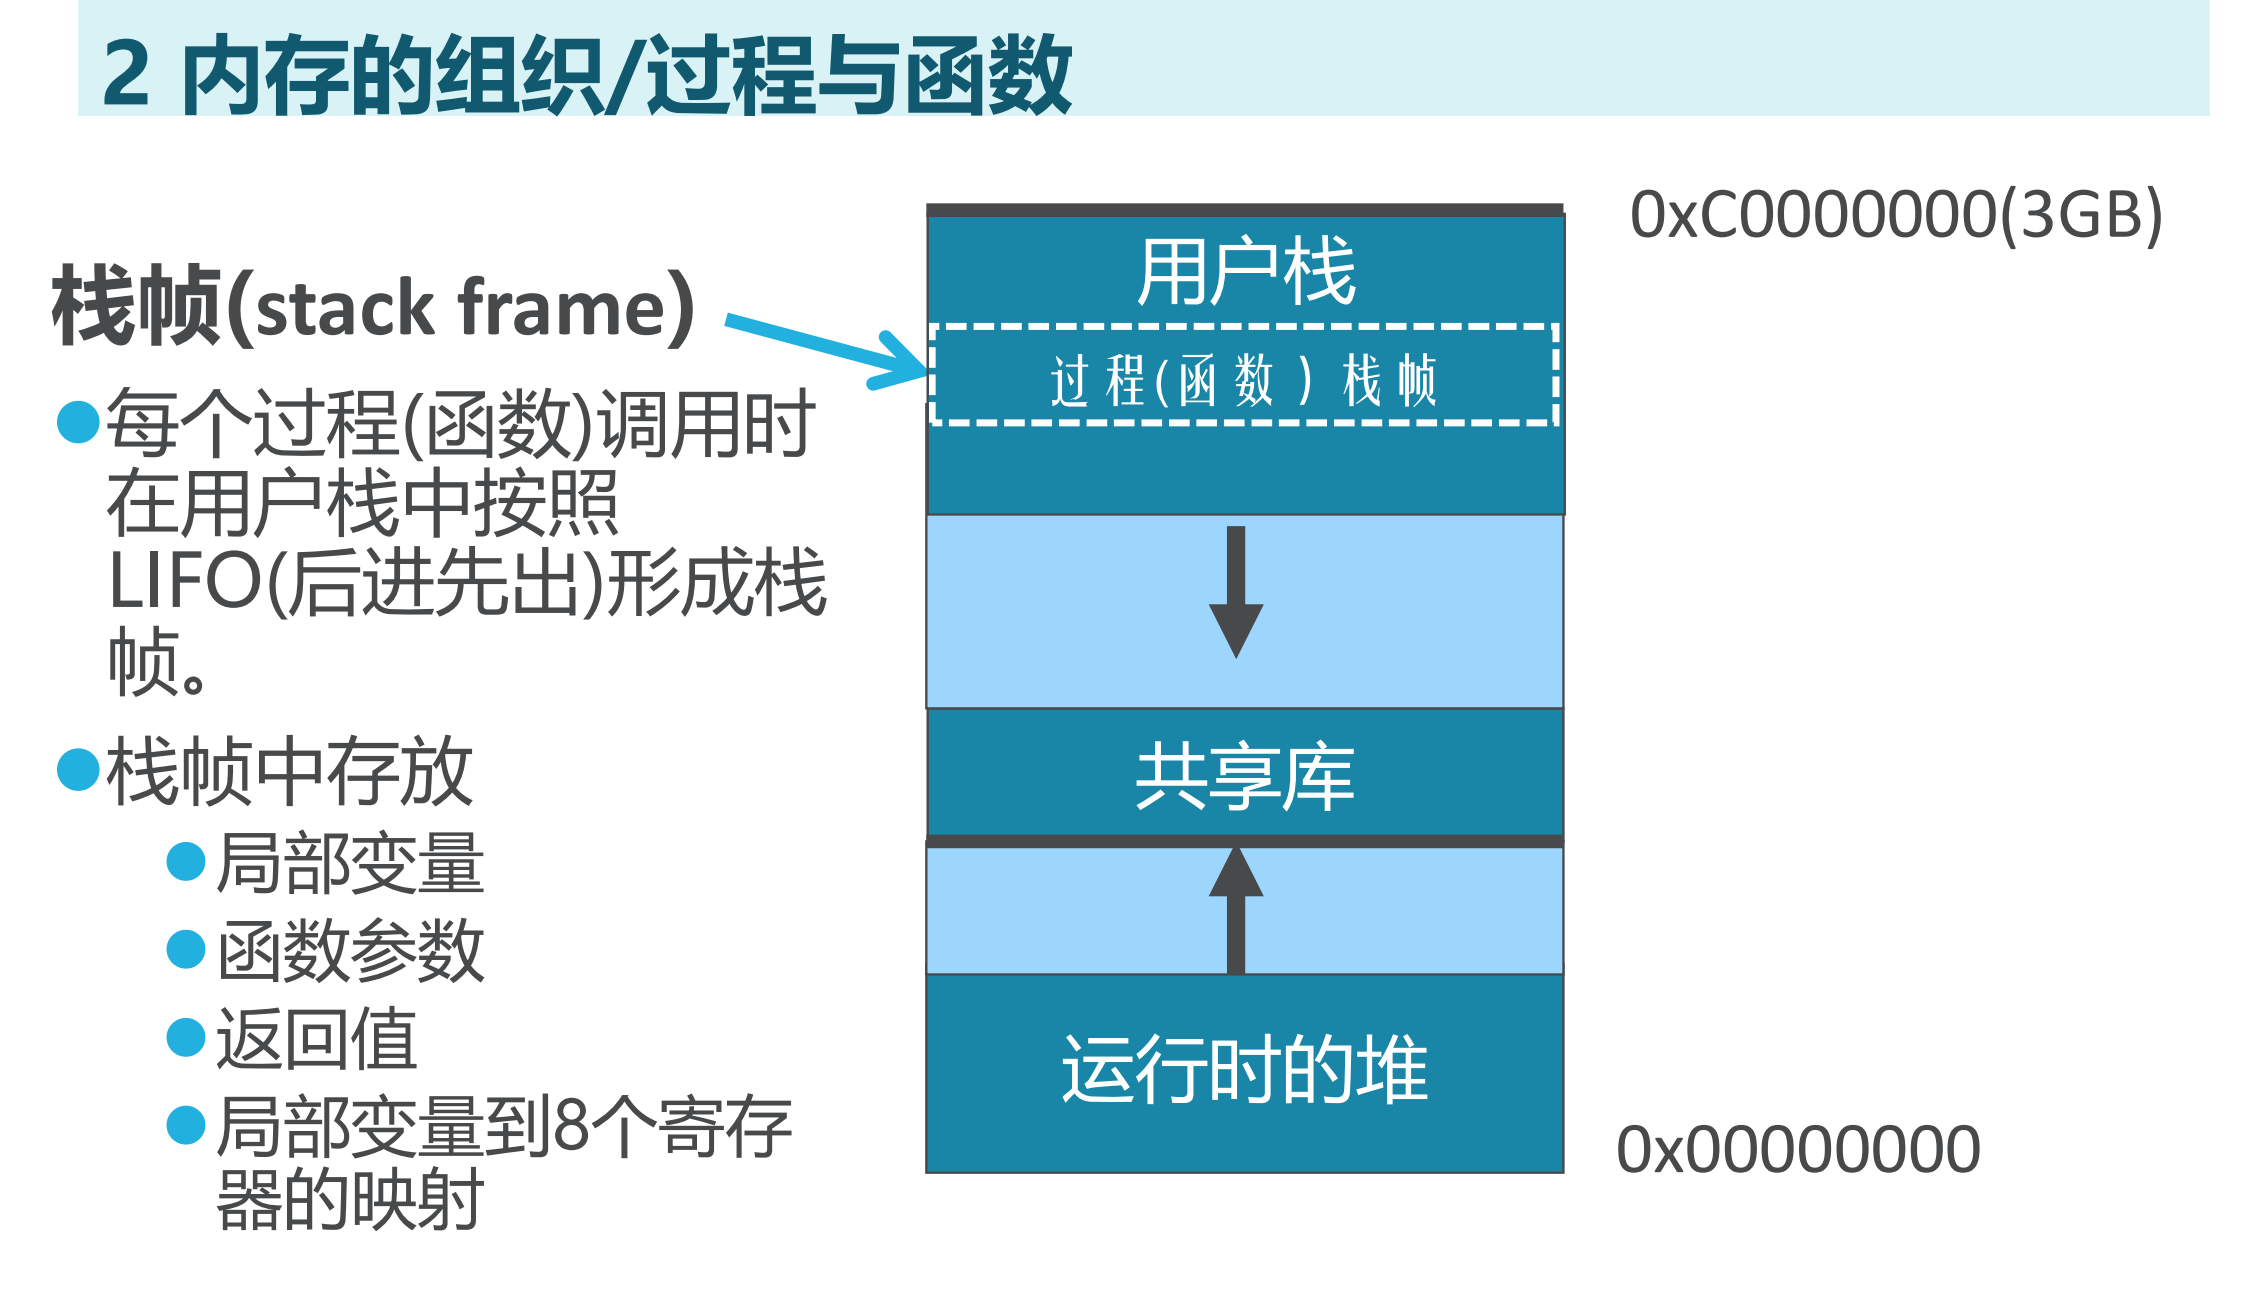 2 内存的组织/过程与函数
栈帧(stack frame)
每个过程(函数)调用时
在用户栈中按照
LIFO(后进先出)形成栈
帧。
栈帧中存放
局部变量
函数参数
返回值
局部变量到8个寄存
器的映射
0xC0000000(3GB)
用户栈
过程(函数)栈帧
共享库
运行时的堆
0x00000000